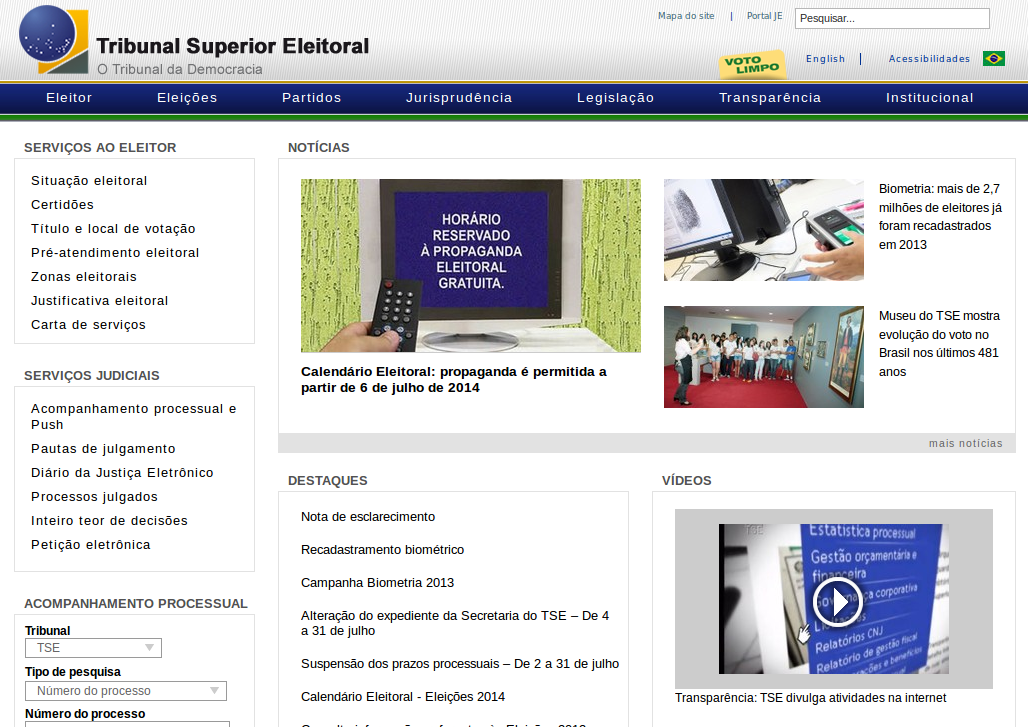 Mapa do site | Portal JE Pesquisar...
Tribunal Superior Eleitoral
O Tribunal da Democracia
VOTO LIMPO
English | Acessibilidades
Eleitor Eleições Partidos Jurisprudência Legislação Transparência Institucional
SERVIÇOS AO ELEITOR
Situação eleitoral
Certidões
Título e local de votação
Pré-atendimento eleitoral
Zonas eleitorais
Justificativa eleitoral
Carta de serviços
SERVIÇOS JUDICIAIS
Acompanhamento processual e
Push
Pautas de julgamento
Diário da Justiça Eletrônico
Processos julgados
Inteiro teor de decisões
Petição eletrônica
ACOMPANHAMENTO PROCESSUAL
Tribunal
TSE
Tipo de pesquisa
Número do processo
Número do processo
NOTÍCIAS
HORÁRIO
RESERVADO
À PROPAGANDA
ELEITORAL
GRATUITA.
Calendário Eleitoral: propaganda é permitida a
partir de 6 de julho de 2014
Biometria: mais de 2,7
milhões de eleitores já
foram recadastrados
em 2013
Museu do TSE mostra
evolução do voto no
Brasil nos últimos 481
anos
mais notícias
DESTAQUES
Nota de esclarecimento
Recadastramento biométrico
Campanha Biometria 2013
Alteração do expediente da Secretaria do TSE – De 4
a 31 de julho
Suspensão dos prazos processuais – De 2 a 31 de julho
Calendário Eleitoral - Eleições 2014
VÍDEOS
TSE
Estatística processual
Gestão orçamentária e
financeira
corporativa
Relatórios CNJ
Relatório de gestão fiscal
e benefícios
Transparência: TSE divulga atividades na internet